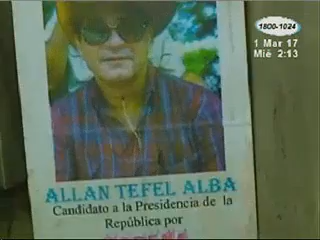 1800-1024
1 Mar 17
Mié 2:13
ALLAN TEFEL ALBA
Candidato a la Presidencia de la
República por